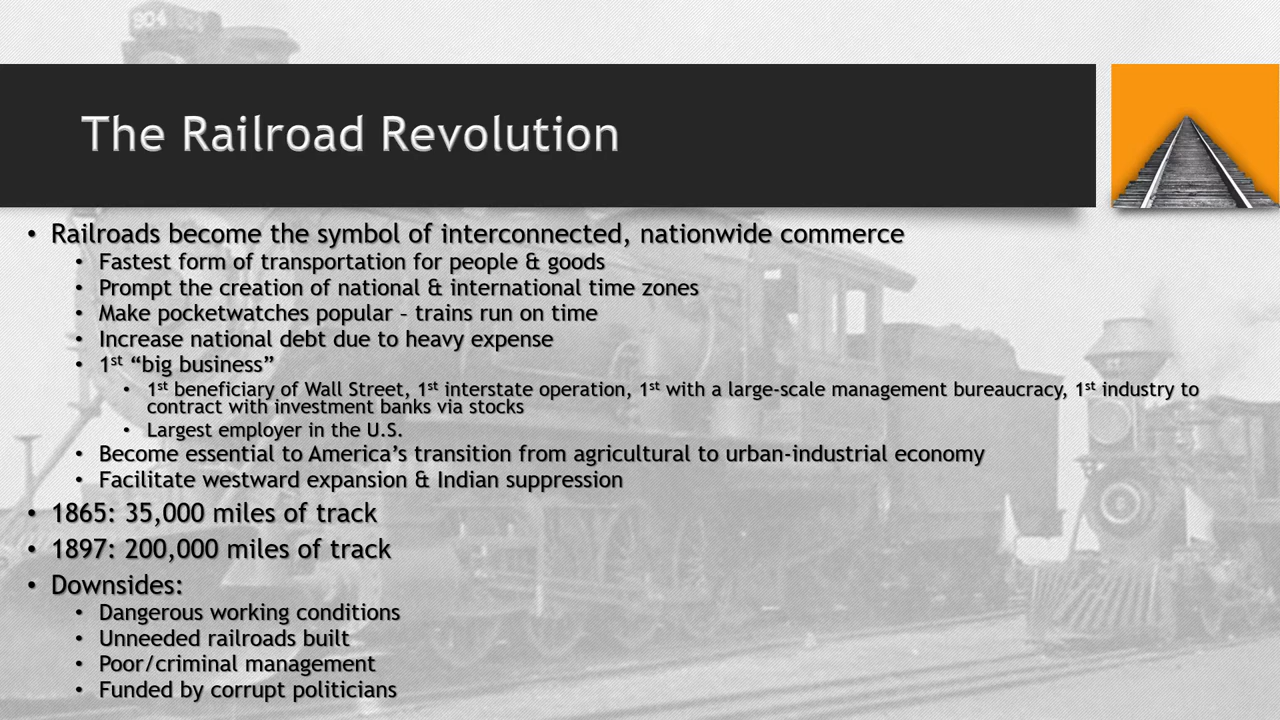 904
The Railroad Revolution
• Railroads become the symbol of interconnected, nationwide commerce
• Fastest form of transportation for people & goods
• Prompt the creation of national & international time zones
• Make pocketwatches popular – trains run on time
• Increase national debt due to heavy expense
• 1st “big business”
• 1st beneficiary of Wall Street, 1st interstate operation, 1st with a large-scale management bureaucracy, 1st industry to
contract with investment banks via stocks
• Largest employer in the U.S.
• Become essential to America’s transition from agricultural to urban-industrial economy
• Facilitate westward expansion & Indian suppression
• 1865: 35,000 miles of track
• 1897: 200,000 miles of track
• Downsides:
• Dangerous working conditions
• Unneeded railroads built
• Poor/criminal management
• Funded by corrupt politicians